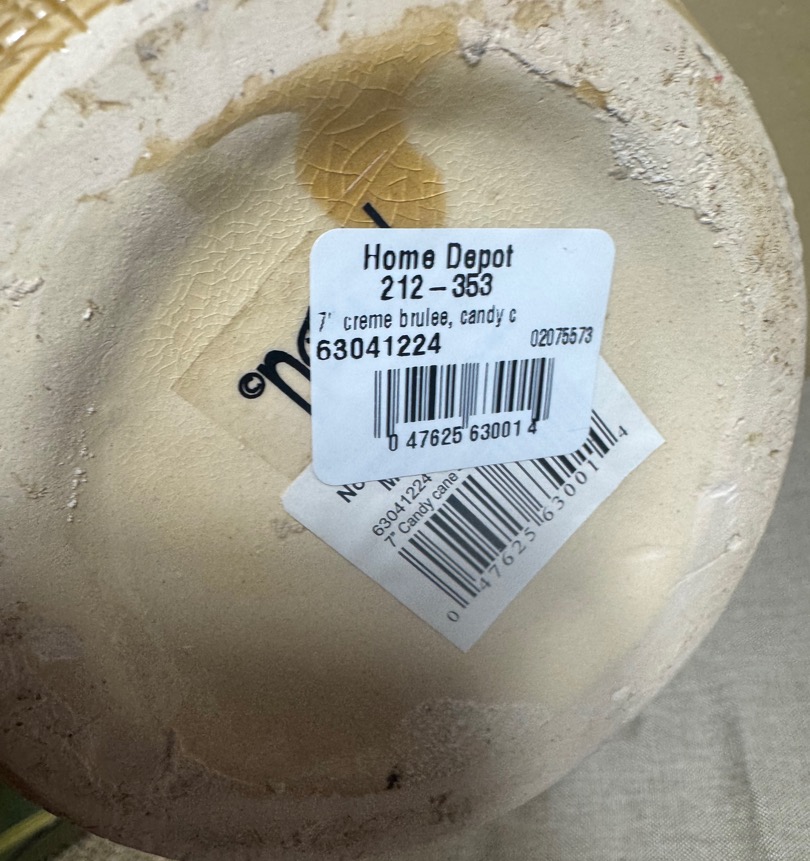 Home Depot
212-353
7' creme brulee, candy c
63041224 02075573
0 47625 63001 4
©
63041224
7" Candy cane
0 47625 63001 4